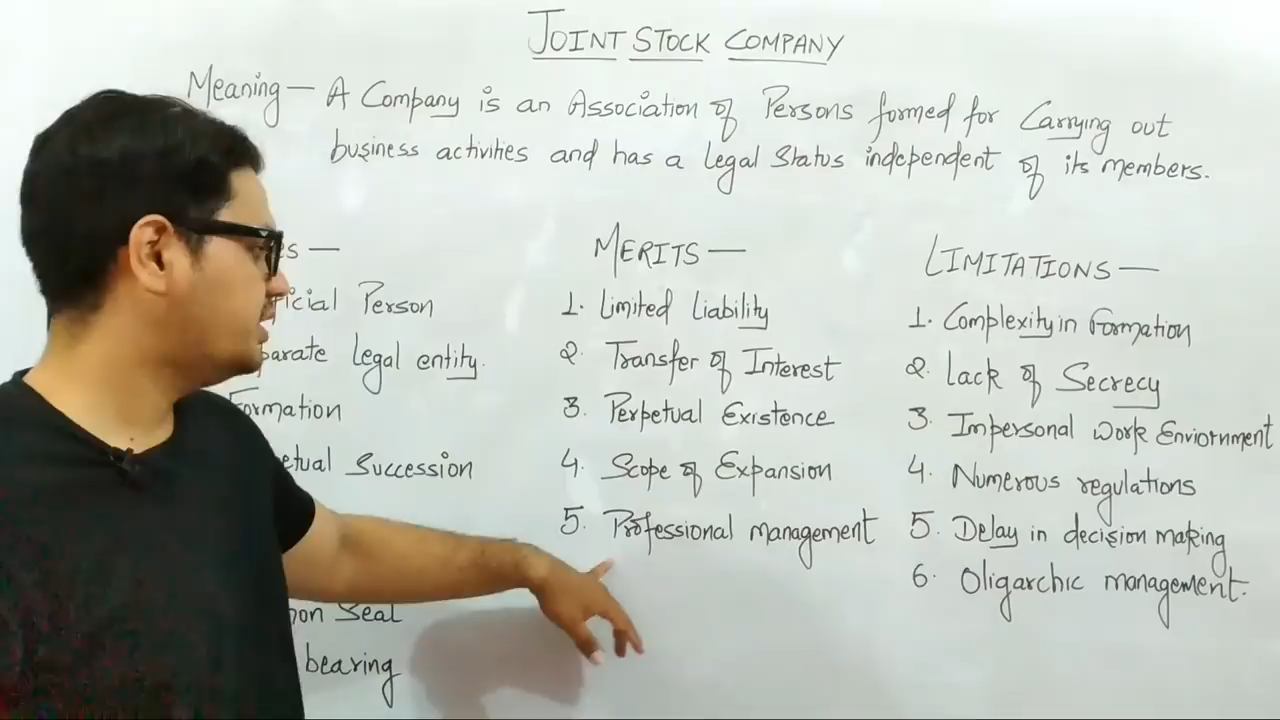 JOINT STOCK COMPANY
Meaning — A Company is an Association of Persons formed for Carrying out
business activities and has a Legal Status independent of its members.
—
Person
Legal entity.
Formation
Succession
Seal
bearing
MERITS —
1. Limited Liability
2. Transfer of Interest
3. Perpetual Existence
4. Scope of Expansion
5. Professional management
LIMITATIONS —
1. Complexity in Formation
2. Lack of Secrecy
3. Impersonal Work Enviornment
4. Numerous regulations
5. Delay in decision making
6. Oligarchic management.